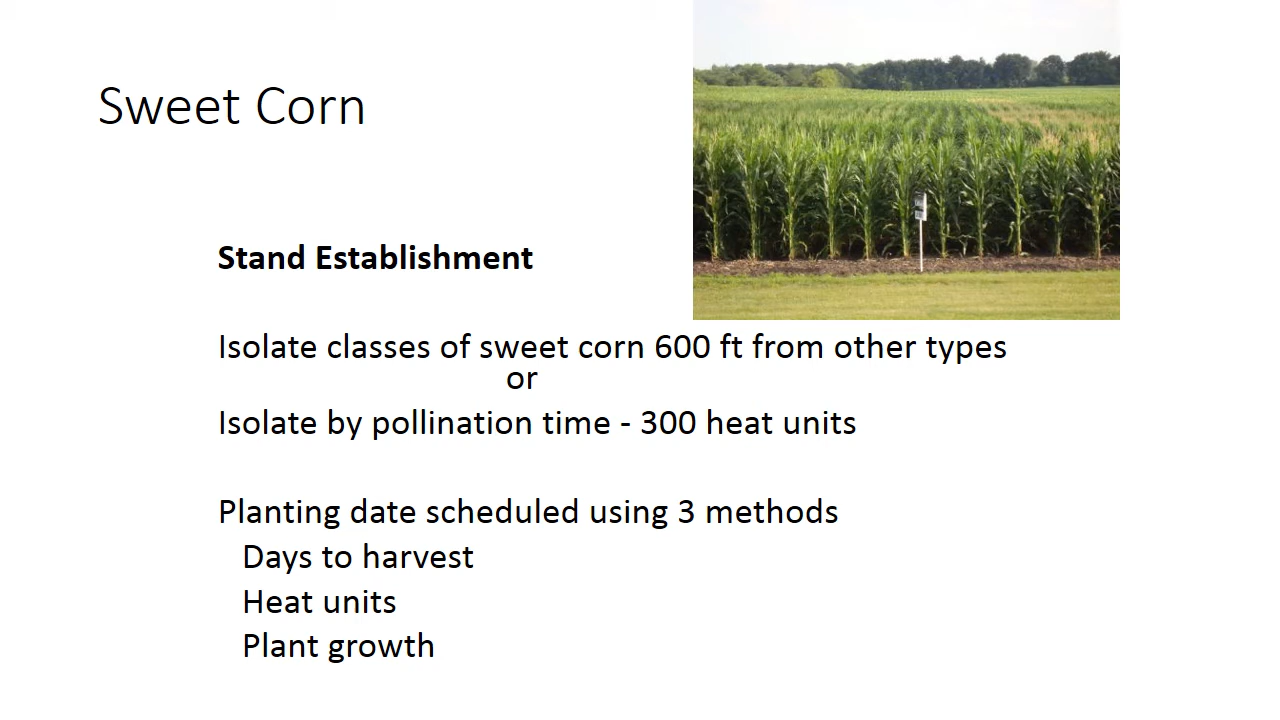 Sweet Corn
Stand Establishment
Isolate classes of sweet corn 600 ft from other types
or
Isolate by pollination time - 300 heat units
Planting date scheduled using 3 methods
Days to harvest
Heat units
Plant growth